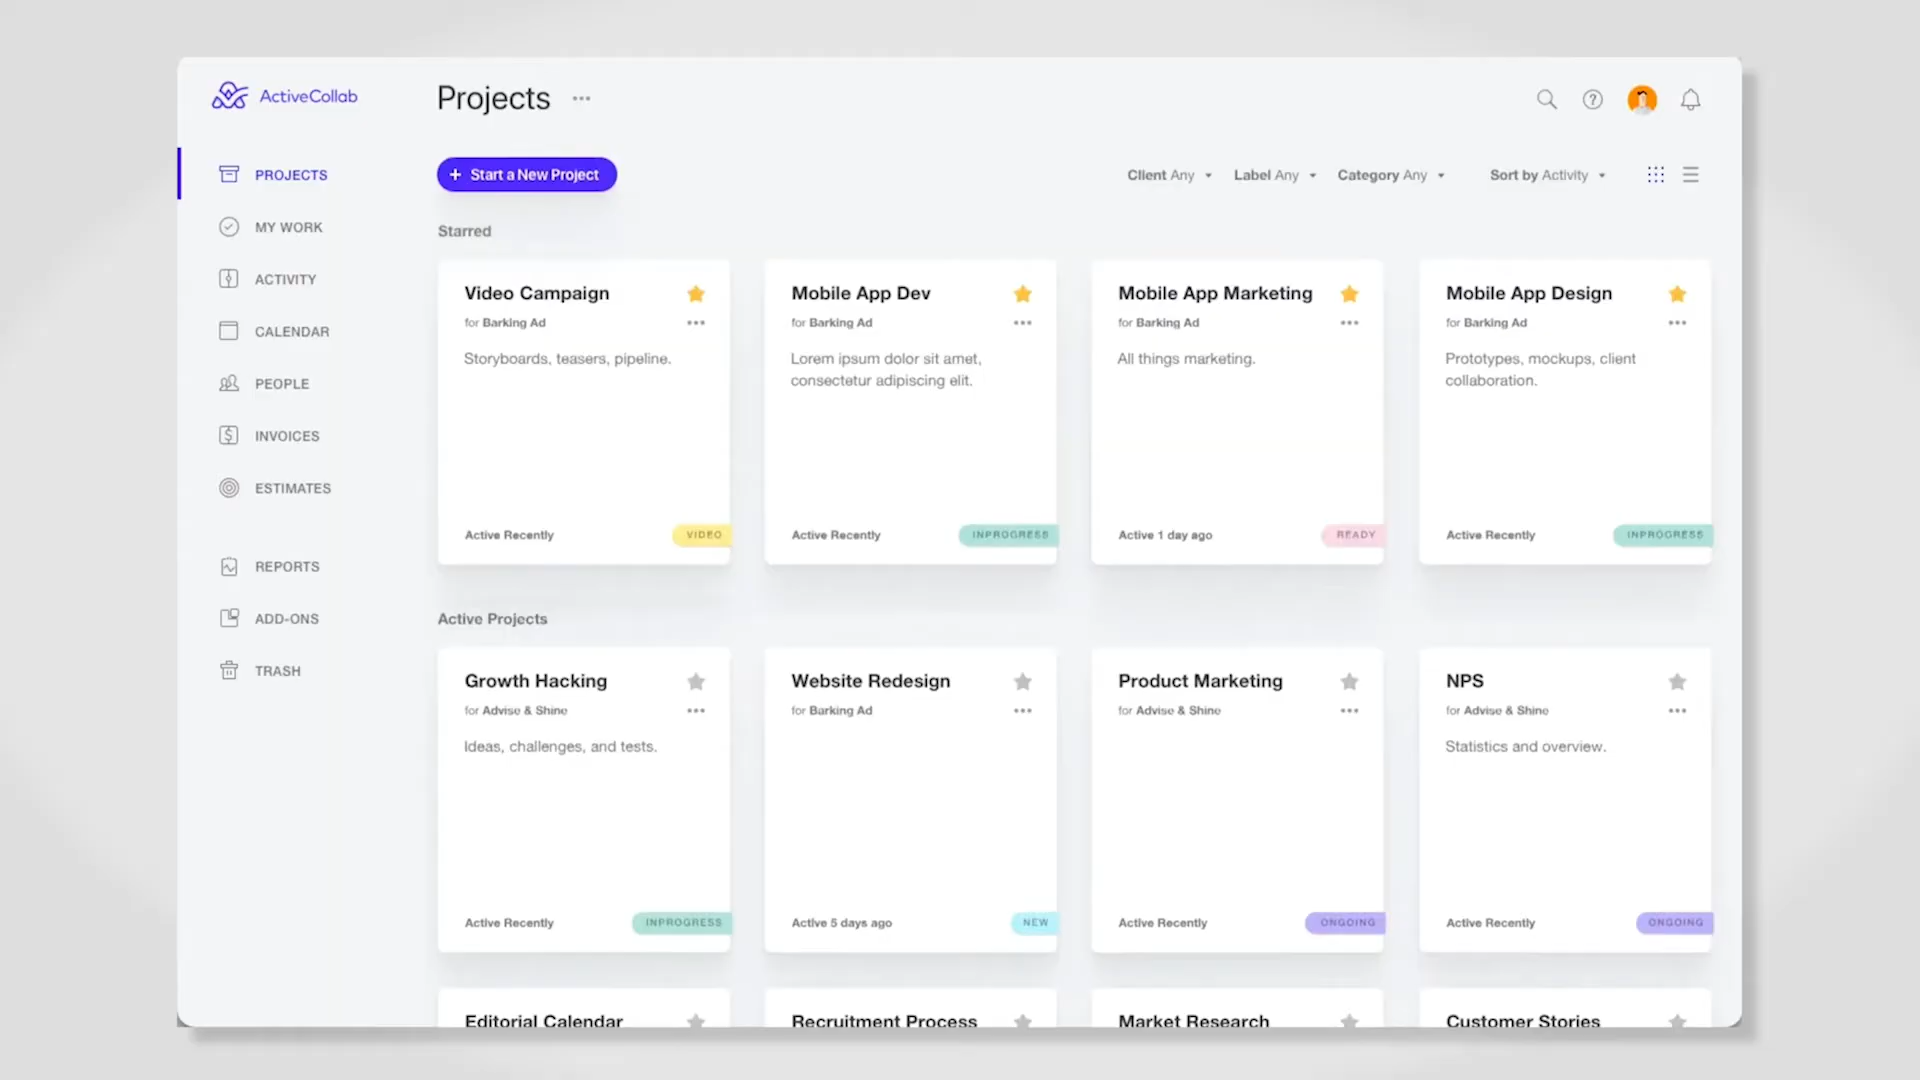 ActiveCollab
Projects
PROJECTS
MY WORK
ACTIVITY
CALENDAR
PEOPLE
INVOICES
ESTIMATES
REPORTS
ADD-ONS
TRASH
+ Start a New Project
Client Any
Label Any
Category Any
Sort by Activity
Starred
Video Campaign
for Barking Ad
Storyboards, teasers, pipeline.
Active Recently
VIDEO
Mobile App Dev
for Barking Ad
Lorem ipsum dolor sit amet,
consectetur adipiscing elit.
Active Recently
INPROGRESS
Mobile App Marketing
for Barking Ad
All things marketing.
Active 1 day ago
READY
Mobile App Design
for Barking Ad
Prototypes, mockups, client
collaboration.
Active Recently
INPROGRESS
Active Projects
Growth Hacking
for Advise & Shine
Ideas, challenges, and tests.
Active Recently
INPROGRESS
Website Redesign
for Barking Ad
Active 5 days ago
NEW
Product Marketing
for Advise & Shine
Active Recently
ONGOING
NPS
for Advise & Shine
Statistics and overview.
Active Recently
ONGOING
Editorial Calendar
Recruitment Process
Market Research
Customer Stories